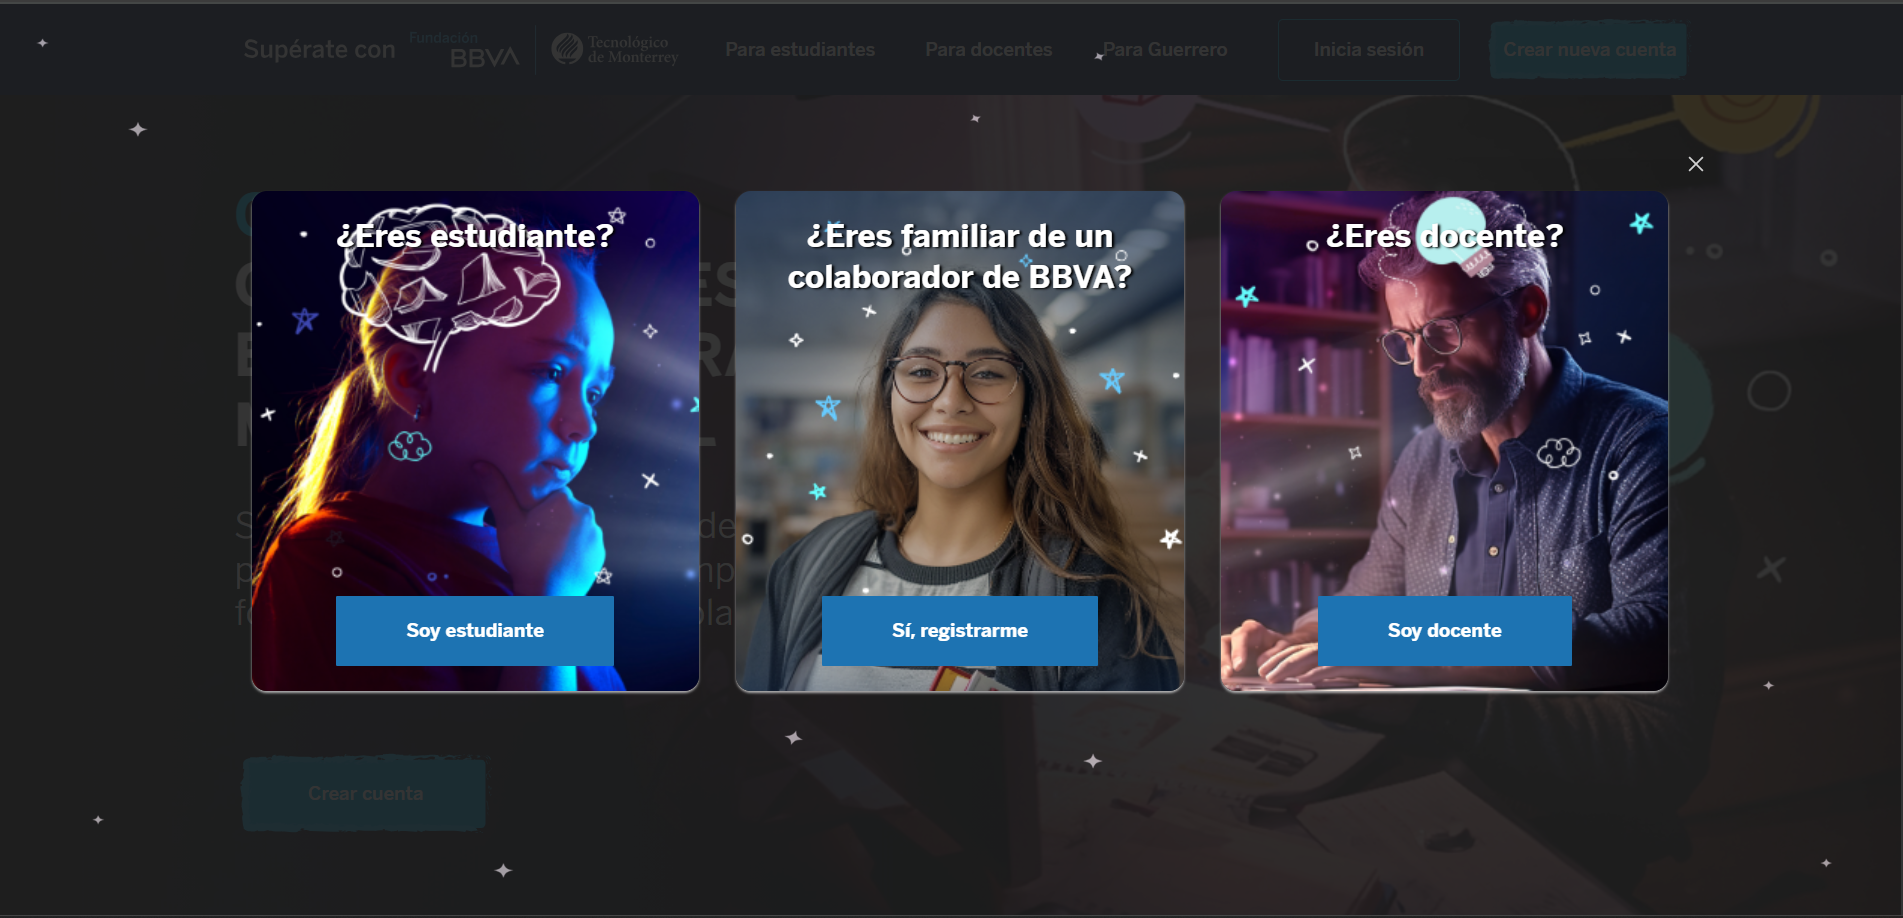 Supérate con
Fundación
BBVA
Tecnológico
de Monterrey
Para estudiantes
Para docentes
Para Guerrero
Inicia sesión
Crear nueva cuenta
¿Eres estudiante?
¿Eres familiar de un
colaborador de BBVA?
¿Eres docente?
Soy estudiante
Sí, registrarme
Soy docente
Crear cuenta